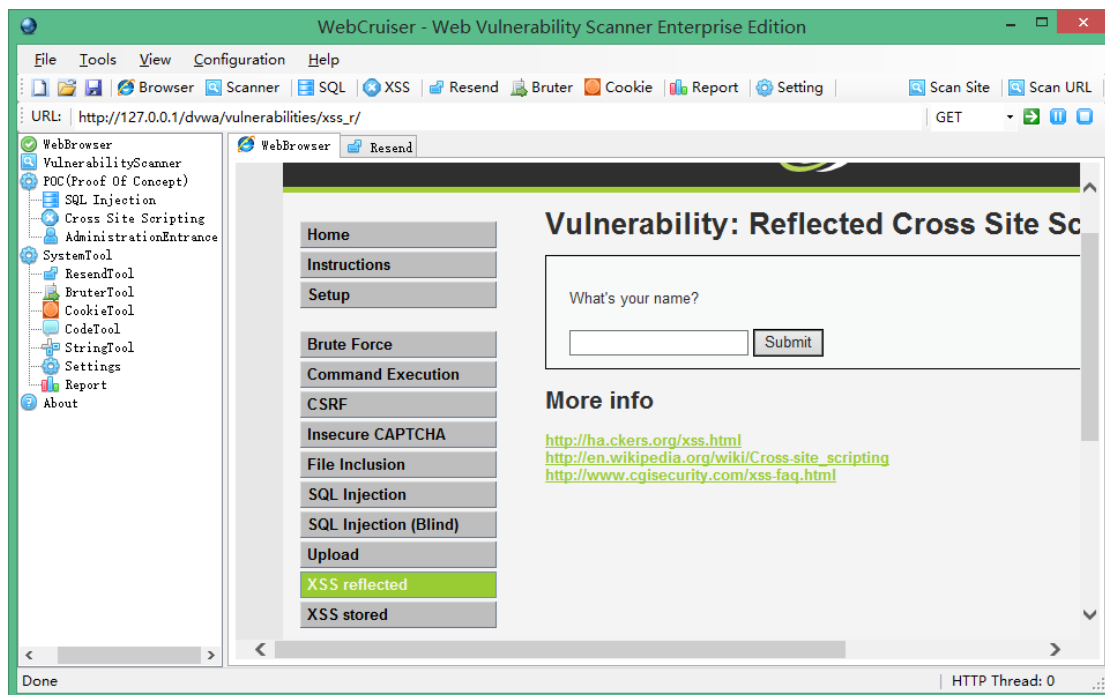 WebCruiser - Web Vulnerability Scanner Enterprise Edition
File Tools View Configuration Help
Browser Scanner SQL XSS Resend Bruter Cookie Report Setting Scan Site Scan URL
URL: http://127.0.0.1/dvwa/vulnerabilities/xss_r/ GET
WebBrowser
VulnerabilityScanner
POC(Proof Of Concept)
SQL Injection
Cross Site Scripting
AdministrationEntrance
SystemTool
ResendTool
BruterTool
CookieTool
CodeTool
StringTool
Settings
Report
About
WebBrowser Resend
Home
Instructions
Setup
Brute Force
Command Execution
CSRF
Insecure CAPTCHA
File Inclusion
SQL Injection
SQL Injection (Blind)
Upload
XSS reflected
XSS stored
Vulnerability: Reflected Cross Site Sc
What's your name?
Submit
More info
http://ha.ckers.org/xss.html
http://en.wikipedia.org/wiki/Cross-site_scripting
http://www.cgisecurity.com/xss-faq.html
Done HTTP Thread: 0